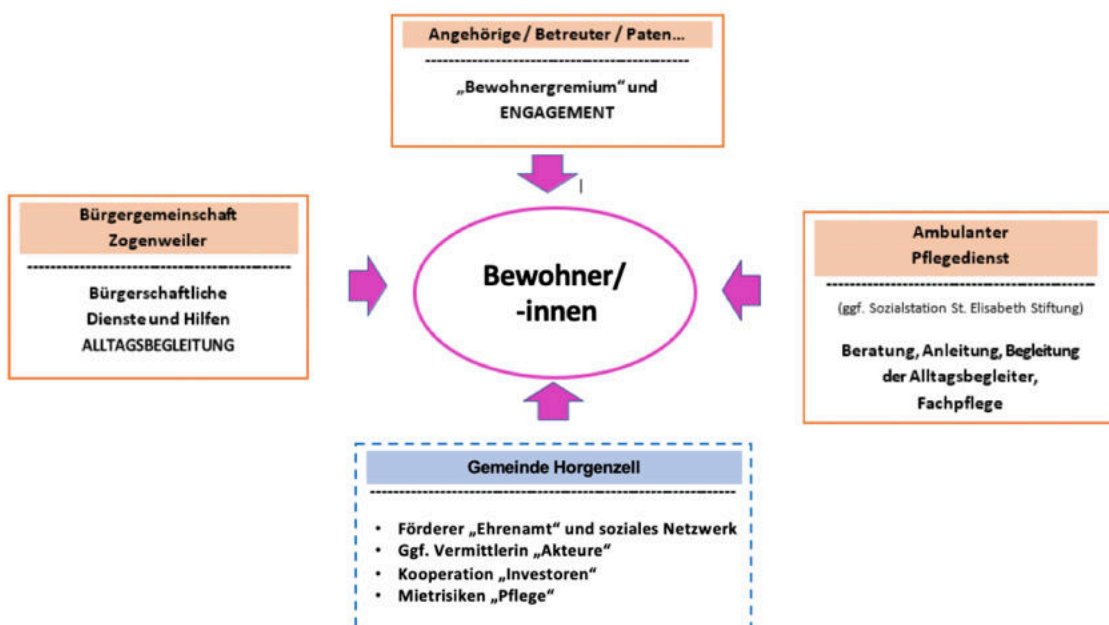 Angehörige / Betreuter / Paten...
„Bewohnergremium“ und
ENGAGEMENT
Bürgergemeinschaft
Zogenweiler
Bürgerschaftliche
Dienste und Hilfen
ALLTAGSBEGLEITUNG
Bewohner/
-innen
Ambulanter
Pflegedienst
(ggf. Sozialstation St. Elisabeth Stiftung)
Beratung, Anleitung, Begleitung
der Alltagsbegleiter,
Fachpflege
Gemeinde Horgenzell
• Förderer „Ehrenamt“ und soziales Netzwerk
• Ggf. Vermittlerin „Akteure“
• Kooperation „Investoren“
• Mietrisiken „Pflege“